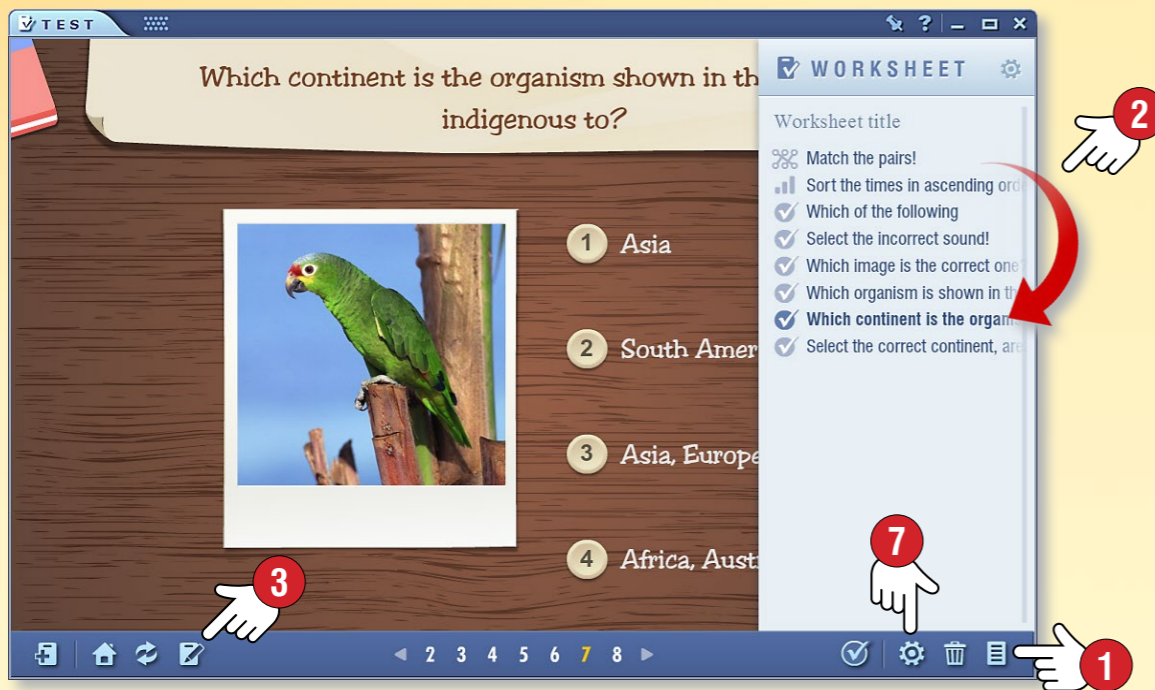 TEST
?
Which continent is the organism shown in th
indigenous to?
1 Asia
2 South Amer
3 Asia, Europe
4 Africa, Aust
WORKSHEET
Worksheet title
Match the pairs!
Sort the times in ascending ord
Which of the following
Select the incorrect sound!
Which image is the correct one
Which organism is shown in th
Which continent is the organ
Select the correct continent, are
2
3
7
1
2 3 4 5 6 7 8